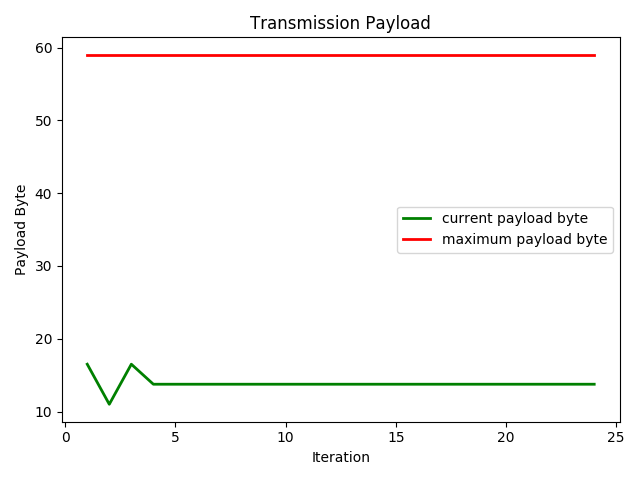 Transmission Payload
60
50
40
30
20
10
Payload Byte
current payload byte
maximum payload byte
0
5
10
15
20
25
Iteration